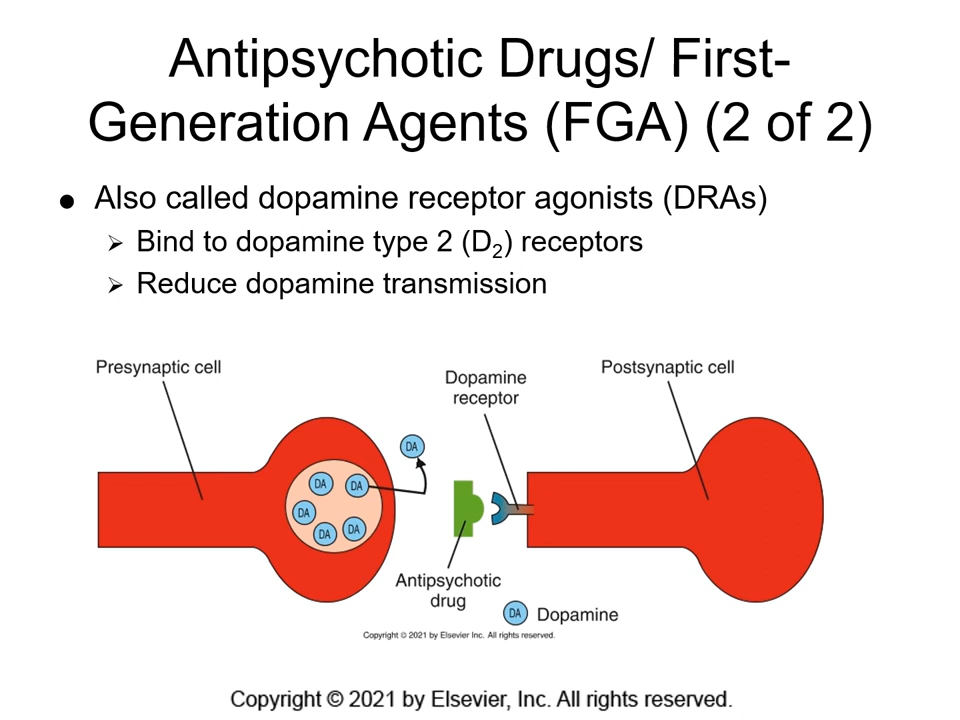 Antipsychotic Drugs/ First-
Generation Agents (FGA) (2 of 2)
● Also called dopamine receptor agonists (DRAs)
➢ Bind to dopamine type 2 (D₂) receptors
➢ Reduce dopamine transmission
Presynaptic cell
Dopamine
receptor
Postsynaptic cell
DA
DA
DA
DA
DA
DA
Antipsychotic
drug
DA Dopamine
Copyright © 2021 by Elsevier Inc. All rights reserved.
Copyright © 2021 by Elsevier, Inc. All rights reserved.